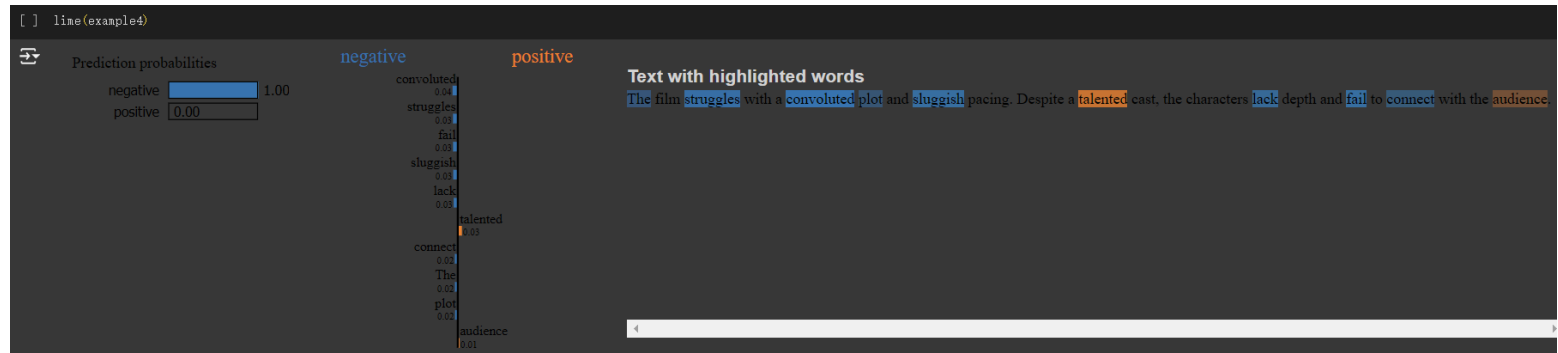 [ ] lime(example4)
Prediction probabilities
negative 1.00
positive 0.00
negative positive
convoluted
0.04
struggles
0.03
fail
0.03
sluggish
0.03
lack
0.03
talented
0.03
connect
0.02
The
0.02
plot
0.02
audience
0.01
Text with highlighted words
The film struggles with a convoluted plot and sluggish pacing. Despite a talented cast, the characters lack depth and fail to connect with the audience.